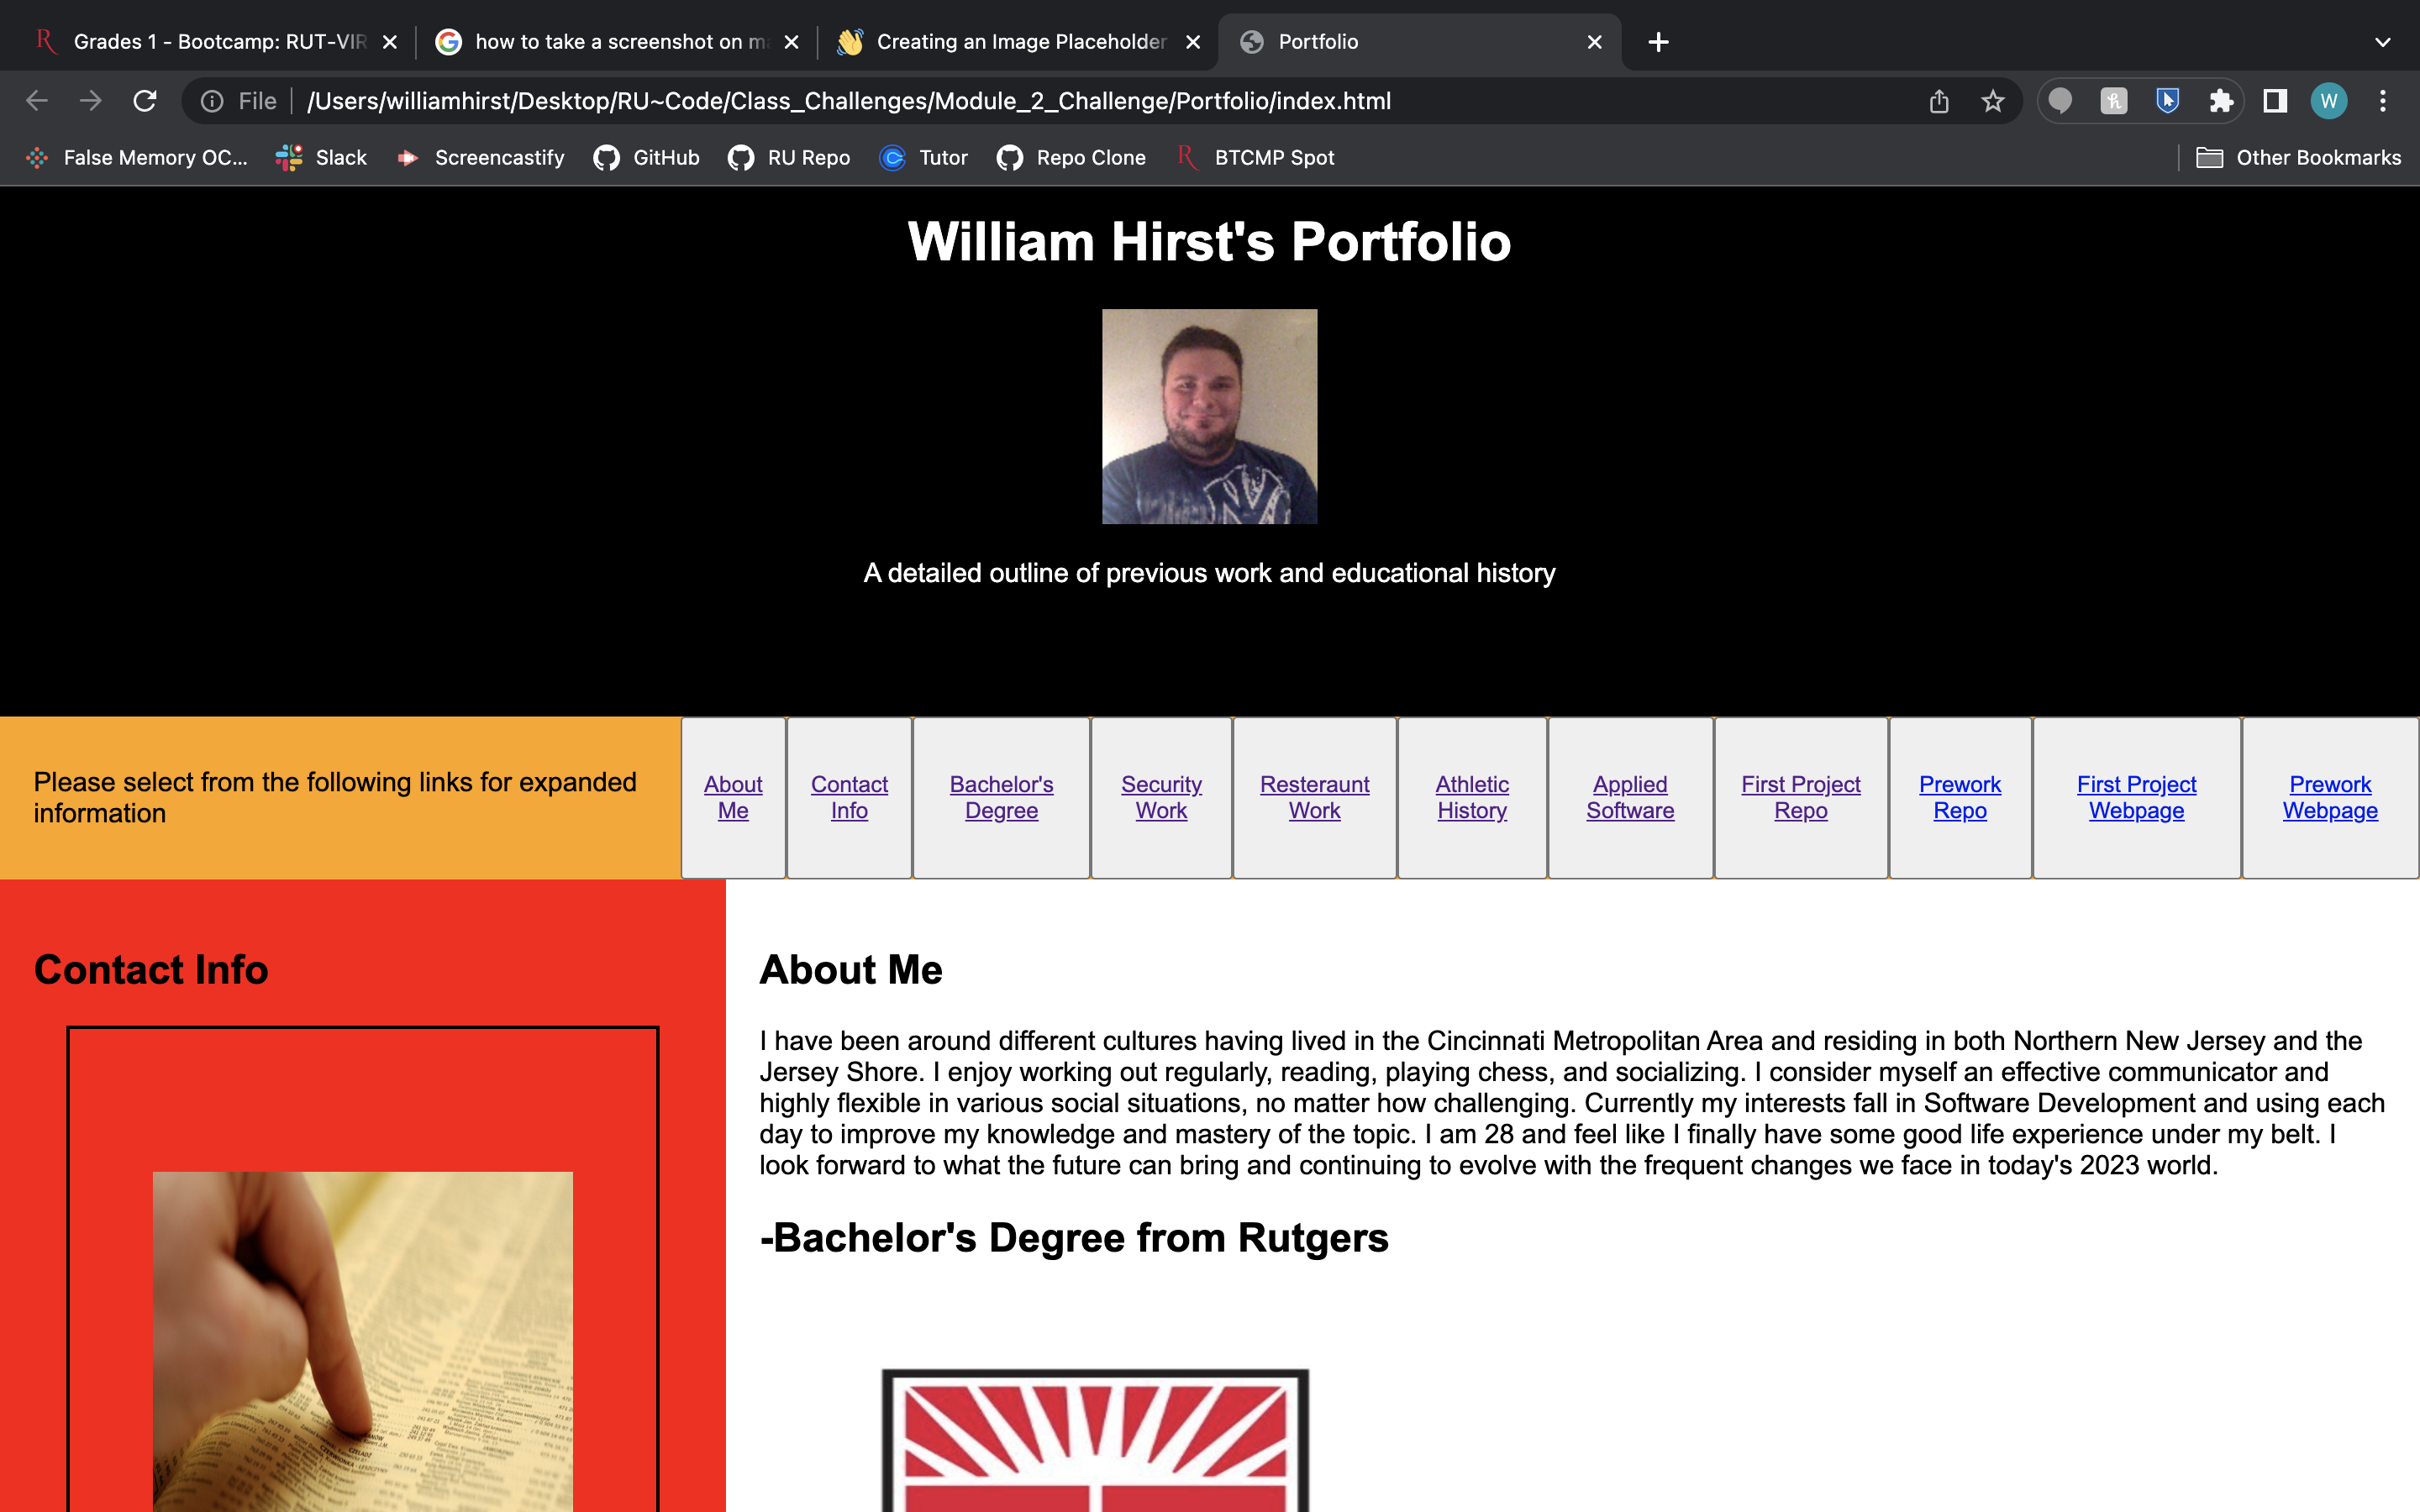 Grades 1 - Bootcamp: RUT-VIR
how to take a screenshot on ma
Creating an Image Placeholder
Portfolio
File
/Users/williamhirst/Desktop/RU~Code/Class_Challenges/Module_2_Challenge/Portfolio/index.html
W
False Memory OC...
Slack
Screencastify
GitHub
RU Repo
Tutor
Repo Clone
BTCMP Spot
Other Bookmarks
William Hirst's Portfolio
A detailed outline of previous work and educational history
Please select from the following links for expanded
information
About
Me
Contact
Info
Bachelor's
Degree
Security
Work
Resteraunt
Work
Athletic
History
Applied
Software
First Project
Repo
Prework
Repo
First Project
Webpage
Prework
Webpage
Contact Info
About Me
I have been around different cultures having lived in the Cincinnati Metropolitan Area and residing in both Northern New Jersey and the
Jersey Shore. I enjoy working out regularly, reading, playing chess, and socializing. I consider myself an effective communicator and
highly flexible in various social situations, no matter how challenging. Currently my interests fall in Software Development and using each
day to improve my knowledge and mastery of the topic. I am 28 and feel like I finally have some good life experience under my belt. I
look forward to what the future can bring and continuing to evolve with the frequent changes we face in today's 2023 world.
-Bachelor's Degree from Rutgers